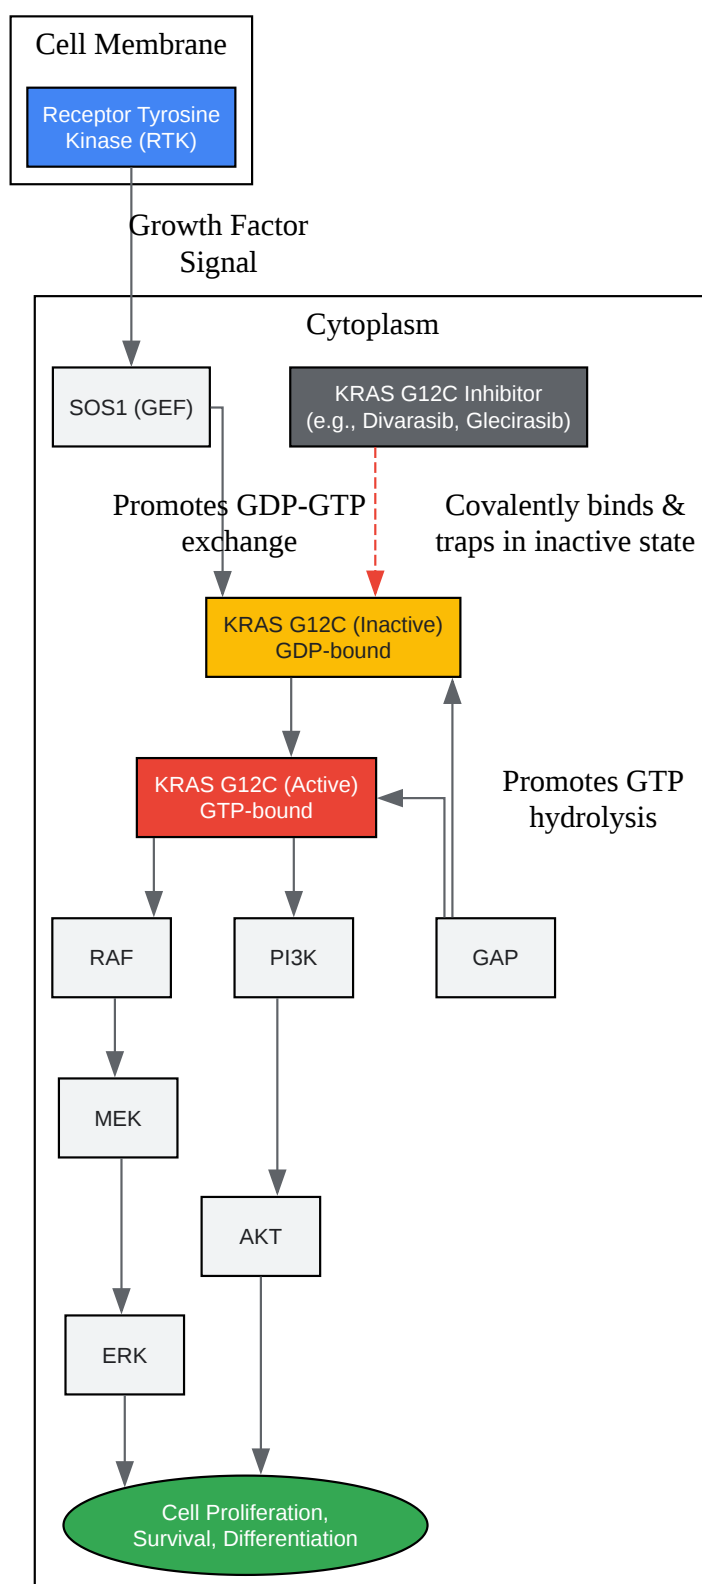 Cell Membrane
Receptor Tyrosine
Kinase (RTK)
Growth Factor
Signal
Cytoplasm
SOS1 (GEF)
KRAS G12C Inhibitor
(e.g., Divarasib, Glecirasib)
Promotes GDP-GTP
exchange
Covalently binds &
traps in inactive state
KRAS G12C (Inactive)
GDP-bound
KRAS G12C (Active)
GTP-bound
Promotes GTP
hydrolysis
RAF
PI3K
GAP
MEK
AKT
ERK
Cell Proliferation,
Survival, Differentiation